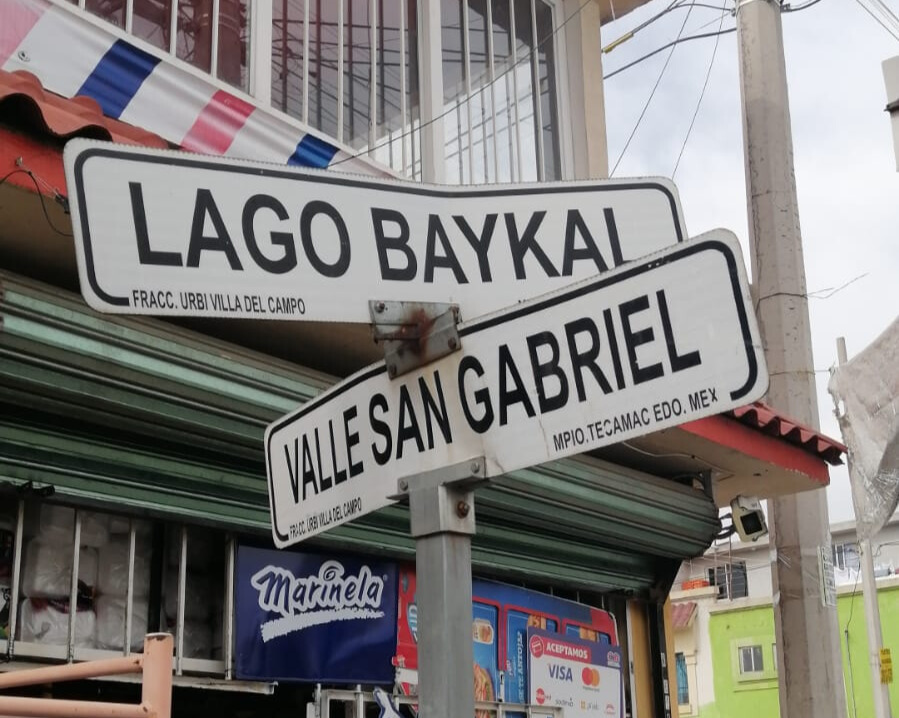 LAGO BAYKAL
FRACC. URBI VILLA DEL CAMPO
VALLE SAN GABRIEL
MPIO. TECAMAC EDO. MEX
FRACC. URBI VILLA DEL CAMPO
Marinela
ACEPTAMOS
VISA
mastercard